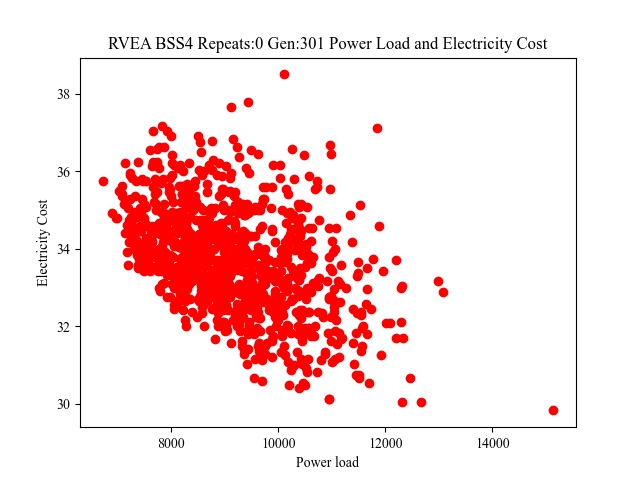 RVEA BSS4 Repeats:0 Gen:301 Power Load and Electricity Cost
38
36
34
32
30
Electricity Cost
8000 10000 12000 14000
Power load